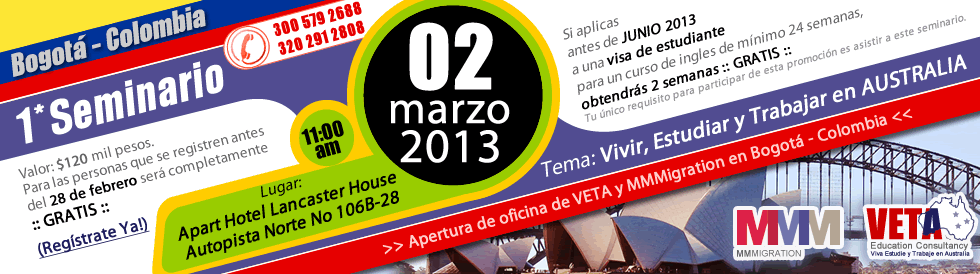 Bogotá - Colombia
300 579 2688
320 291 2808
1* Seminario
Valor: $120 mil pesos.
Para las personas que se registren antes
del 28 de febrero será completamente
:: GRATIS ::
(Regístrate Ya!)
11:00
am
02
marzo
2013
Lugar:
Apart Hotel Lancaster House
Autopista Norte No 106B-28
Si aplicas
antes de JUNIO 2013
a una visa de estudiante
para un curso de ingles de mínimo 24 semanas,
obtendrás 2 semanas :: GRATIS ::
Tu único requisito para participar de esta promoción es asistir a este seminario.
Tema: Vivir, Estudiar y Trabajar en AUSTRALIA
>> Apertura de oficina de VETA y MMMigration en Bogotá - Colombia <<
MMM
MMMIGRATION
VETA
Education Consultancy
Viva Estudie y Trabaje en Australia